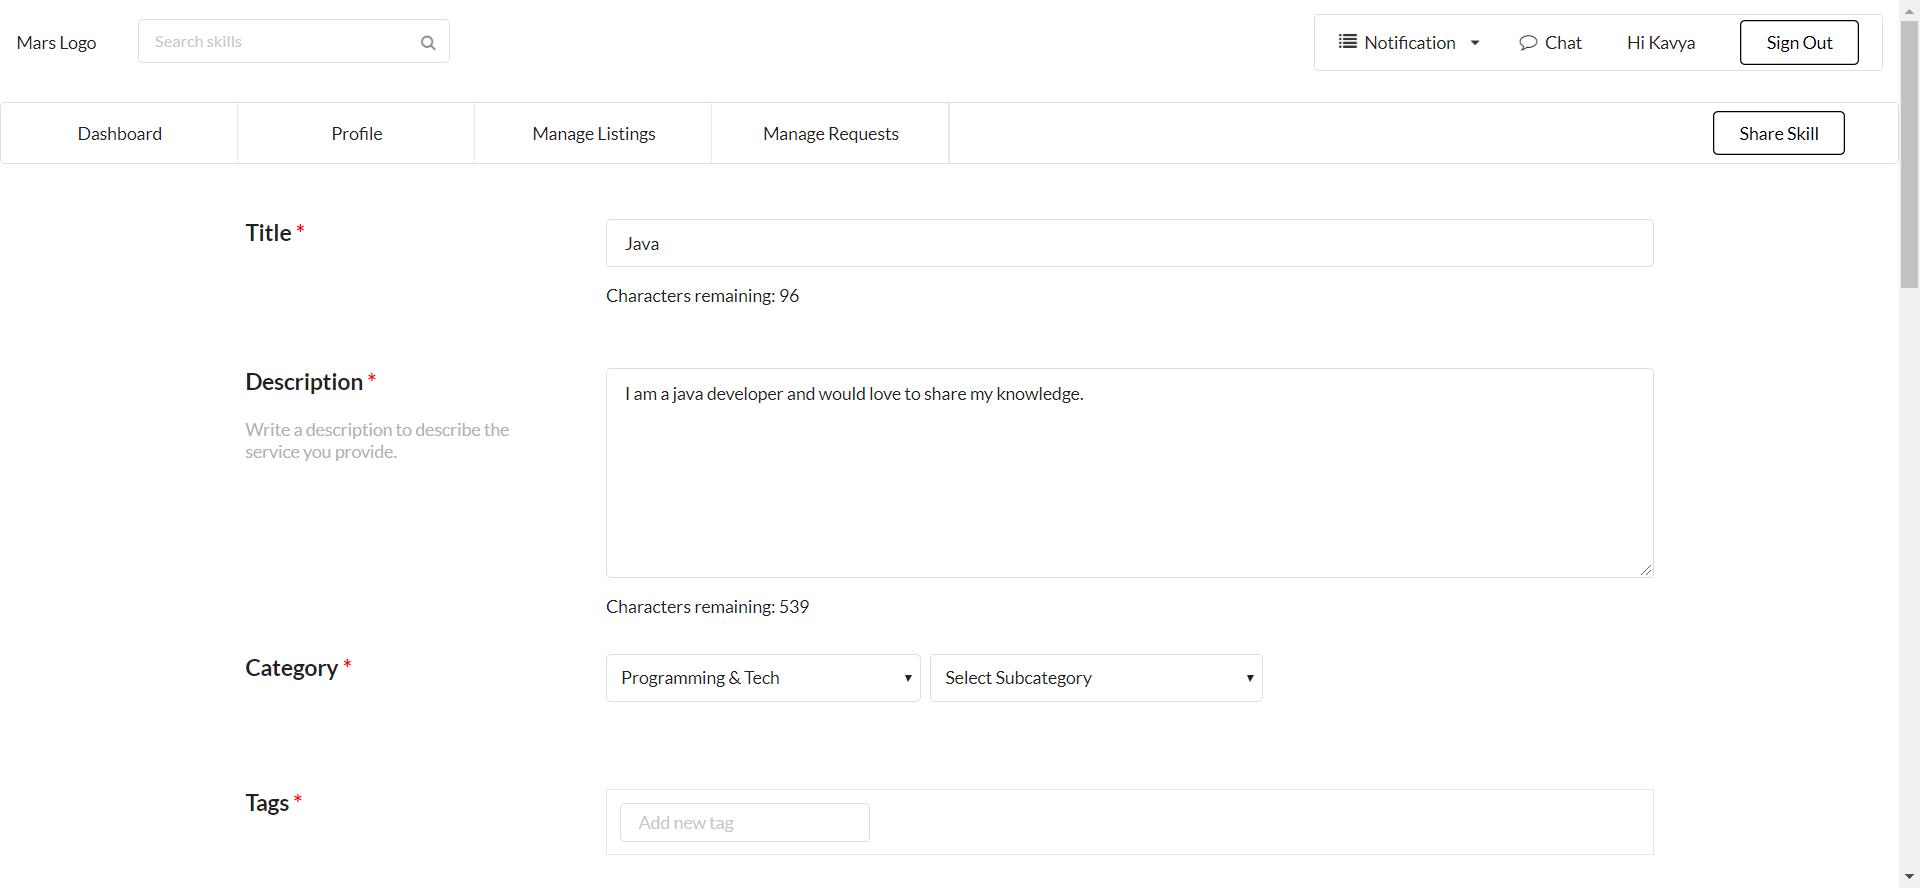 Mars Logo
Search skills
Notification
Chat
Hi Kavya
Sign Out
Dashboard
Profile
Manage Listings
Manage Requests
Share Skill
Title *
Java
Characters remaining: 96
Description *
Write a description to describe the
service you provide.
I am a java developer and would love to share my knowledge.
Characters remaining: 539
Category *
Programming & Tech
Select Subcategory
Tags *
Add new tag